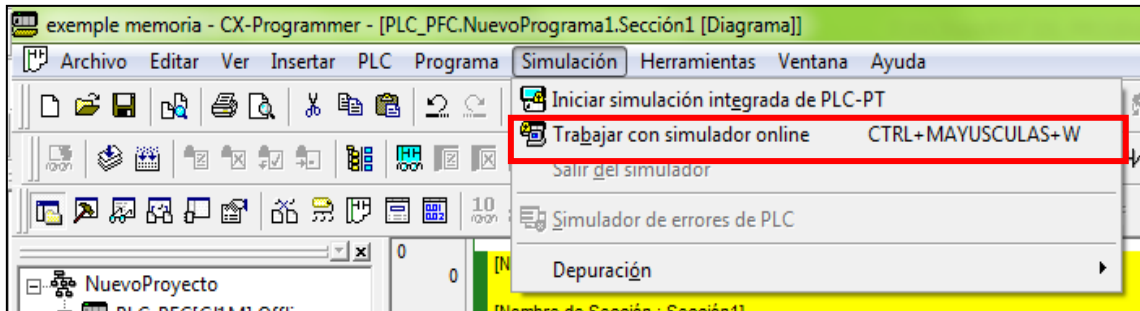 exemple memoria - CX-Programmer - [PLC_PFC.NuevoPrograma1.Sección1 [Diagrama]]
Archivo Editar Ver Insertar PLC Programa Simulación Herramientas Ventana Ayuda
Iniciar simulación integrada de PLC-PT
Trabajar con simulador online CTRL+MAYUSCULAS+W
Salir del simulador
Simulador de errores de PLC
Depuración
10
0
0
NuevoProyecto
[Nombre de Sección : Sección1]